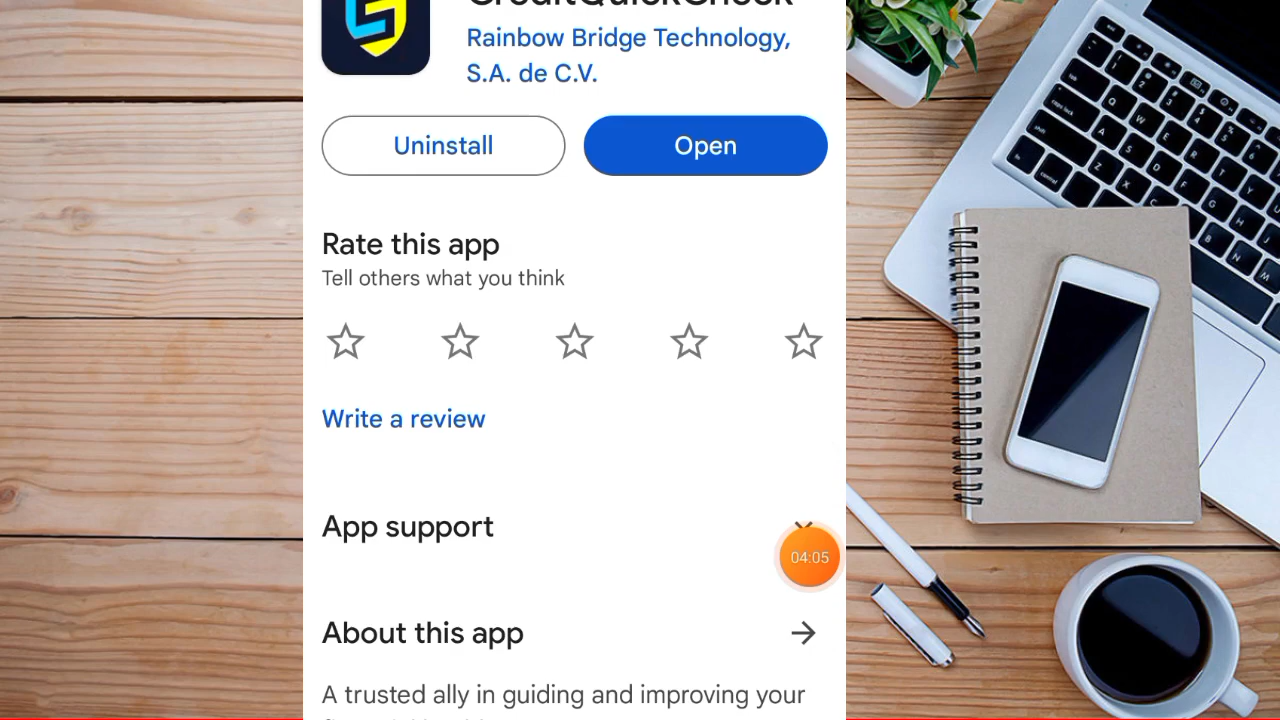 CreditQuickCheck
Rainbow Bridge Technology,
S.A. de C.V.
Uninstall
Open
Rate this app
Tell others what you think
Write a review
App support
04:05
About this app
A trusted ally in guiding and improving your